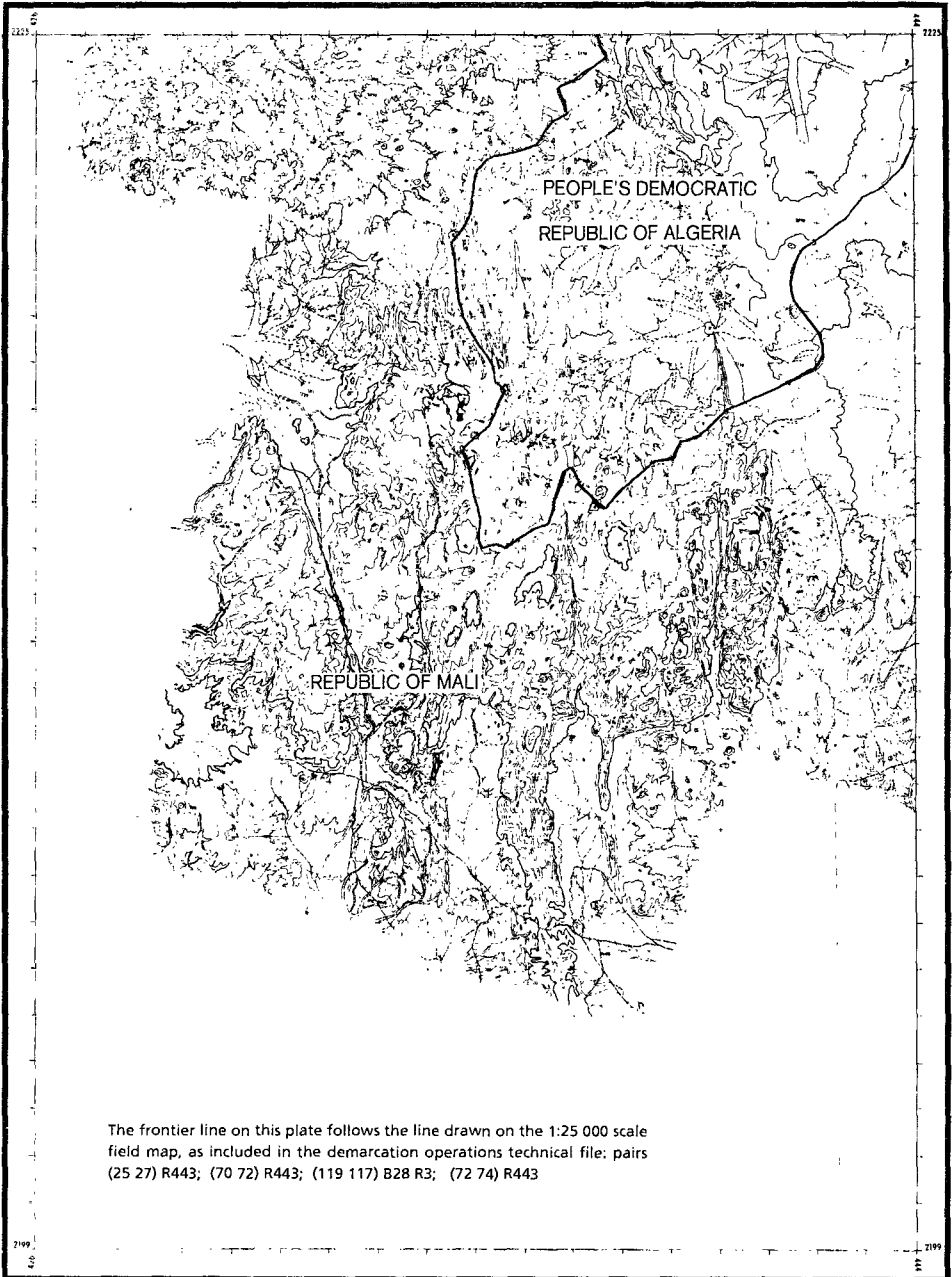 2225
444
PEOPLE'S DEMOCRATIC
REPUBLIC OF ALGERIA
REPUBLIC OF MALI
The frontier line on this plate follows the line drawn on the 1:25 000 scale
field map, as included in the demarcation operations technical file: pairs
(25 27) R443; (70 72) R443; (119 117) B28 R3; (72 74) R443
2199
2199
444